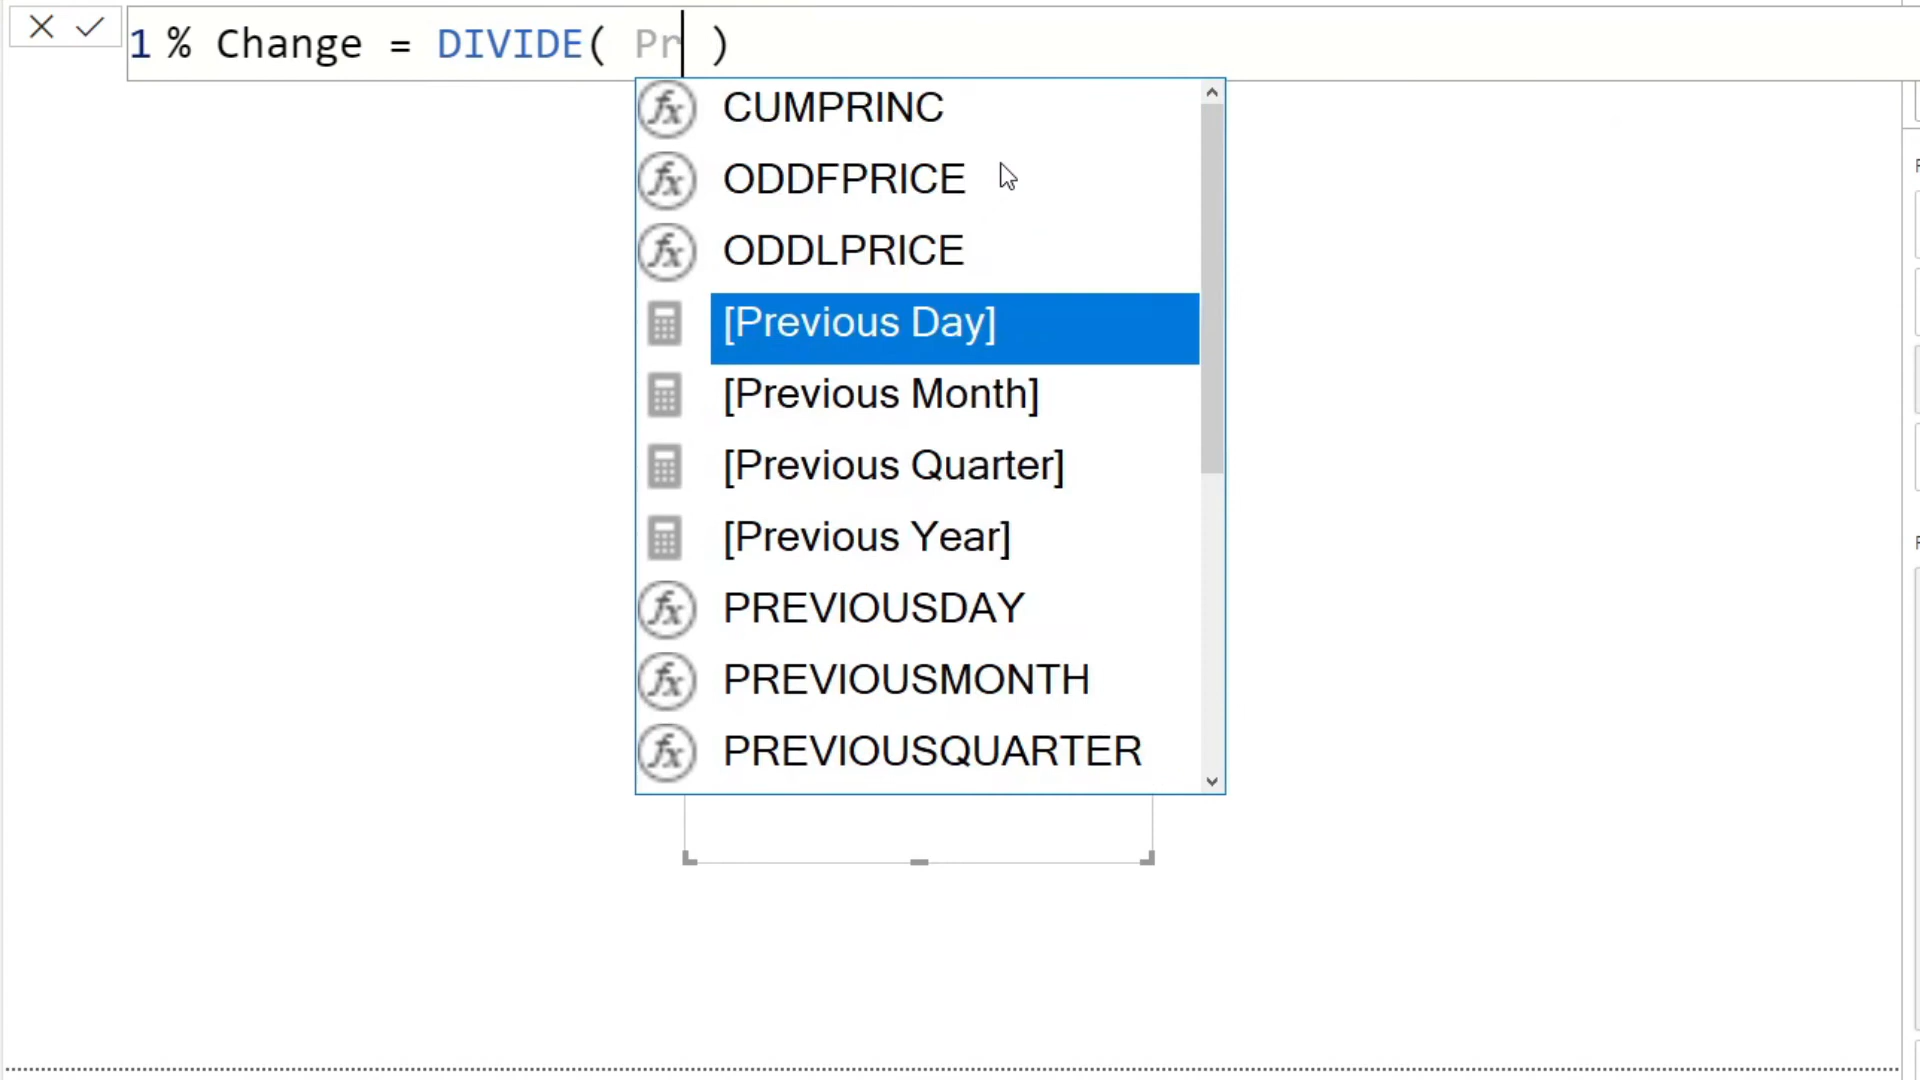 1 % Change = DIVIDE( Pr )
CUMPRINC
ODDFPRICE
ODDLPRICE
[Previous Day]
[Previous Month]
[Previous Quarter]
[Previous Year]
PREVIOUSDAY
PREVIOUSMONTH
PREVIOUSQUARTER